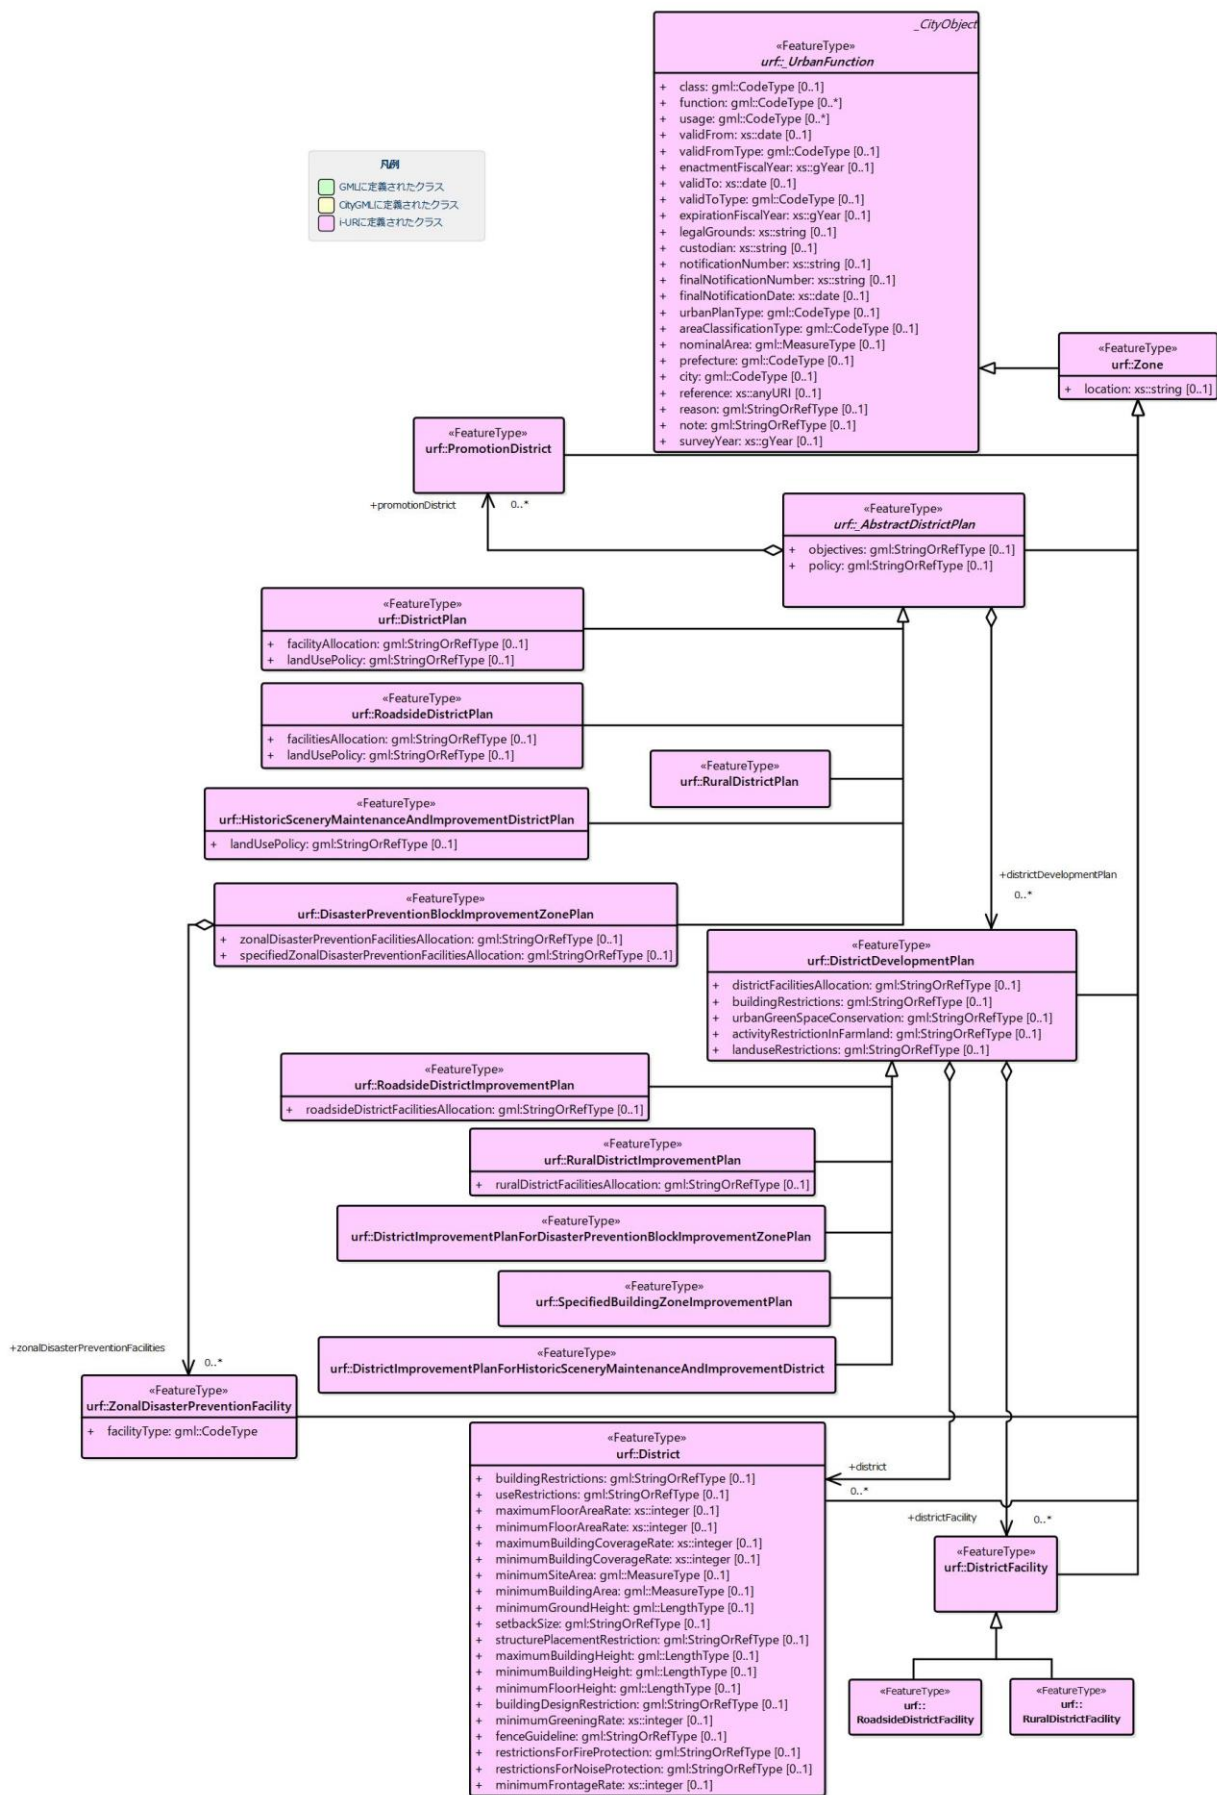 _CityObject
«FeatureType»
urf::_UrbanFunction
+ class: gml::CodeType [0..1]
+ function: gml::CodeType [0..*]
+ usage: gml::CodeType [0..*]
+ validFrom: xs::date [0..1]
+ validFromType: gml::CodeType [0..1]
+ enactmentFiscalYear: xs::gYear [0..1]
+ validTo: xs::date [0..1]
+ validToType: gml::CodeType [0..1]
+ expirationFiscalYear: xs::gYear [0..1]
+ legalGrounds: xs::string [0..1]
+ custodian: xs::string [0..1]
+ notificationNumber: xs::string [0..1]
+ finalNotificationNumber: xs::string [0..1]
+ finalNotificationDate: xs::date [0..1]
+ urbanPlanType: gml::CodeType [0..1]
+ areaClassificationType: gml::CodeType [0..1]
+ nominalArea: gml::MeasureType [0..1]
+ prefecture: gml::CodeType [0..1]
+ city: gml::CodeType [0..1]
+ reference: xs::anyURI [0..1]
+ reason: gml:StringOrRefType [0..1]
+ note: gml:StringOrRefType [0..1]
+ surveyYear: xs::gYear [0..1]
凡例
GMLに定義されたクラス
CityGMLに定義されたクラス
i-URに定義されたクラス
«FeatureType»
urf::Zone
+ location: xs::string [0..1]
«FeatureType»
urf::PromotionDistrict
+promotionDistrict
0..*
«FeatureType»
urf::_AbstractDistrictPlan
+ objectives: gml:StringOrRefType [0..1]
+ policy: gml:StringOrRefType [0..1]
«FeatureType»
urf::DistrictPlan
+ facilityAllocation: gml:StringOrRefType [0..1]
+ landUsePolicy: gml:StringOrRefType [0..1]
«FeatureType»
urf::RoadsideDistrictPlan
+ facilitiesAllocation: gml:StringOrRefType [0..1]
+ landUsePolicy: gml:StringOrRefType [0..1]
«FeatureType»
urf::RuralDistrictPlan
«FeatureType»
urf::HistoricSceneryMaintenanceAndImprovementDistrictPlan
+ landUsePolicy: gml:StringOrRefType [0..1]
+districtDevelopmentPlan
0..*
«FeatureType»
urf::DisasterPreventionBlockImprovementZonePlan
+ zonalDisasterPreventionFacilitiesAllocation: gml:StringOrRefType [0..1]
+ specifiedZonalDisasterPreventionFacilitiesAllocation: gml:StringOrRefType [0..1]
«FeatureType»
urf::DistrictDevelopmentPlan
+ districtFacilitiesAllocation: gml:StringOrRefType [0..1]
+ buildingRestrictions: gml:StringOrRefType [0..1]
+ urbanGreenSpaceConservation: gml:StringOrRefType [0..1]
+ activityRestrictionInFarmland: gml:StringOrRefType [0..1]
+ landuseRestrictions: gml:StringOrRefType [0..1]
«FeatureType»
urf::RoadsideDistrictImprovementPlan
+ roadsideDistrictFacilitiesAllocation: gml:StringOrRefType [0..1]
«FeatureType»
urf::RuralDistrictImprovementPlan
+ ruralDistrictFacilitiesAllocation: gml:StringOrRefType [0..1]
«FeatureType»
urf::DistrictImprovementPlanForDisasterPreventionBlockImprovementZonePlan
«FeatureType»
urf::SpecifiedBuildingZoneImprovementPlan
«FeatureType»
urf::DistrictImprovementPlanForHistoricSceneryMaintenanceAndImprovementDistrict
+zonalDisasterPreventionFacilities
0..*
«FeatureType»
urf::ZonalDisasterPreventionFacility
+ facilityType: gml::CodeType
«FeatureType»
urf::District
+ buildingRestrictions: gml:StringOrRefType [0..1]
+ useRestrictions: gml:StringOrRefType [0..1]
+ maximumFloorAreaRate: xs::integer [0..1]
+ minimumFloorAreaRate: xs::integer [0..1]
+ maximumBuildingCoverageRate: xs::integer [0..1]
+ minimumBuildingCoverageRate: xs::integer [0..1]
+ minimumSiteArea: gml::MeasureType [0..1]
+ minimumBuildingArea: gml::MeasureType [0..1]
+ minimumGroundHeight: gml::LengthType [0..1]
+ setbackSize: gml:StringOrRefType [0..1]
+ structurePlacementRestriction: gml:StringOrRefType [0..1]
+ maximumBuildingHeight: gml::LengthType [0..1]
+ minimumBuildingHeight: gml::LengthType [0..1]
+ minimumFloorHeight: gml::LengthType [0..1]
+ buildingDesignRestriction: gml:StringOrRefType [0..1]
+ minimumGreeningRate: xs::integer [0..1]
+ fenceGuideline: gml:StringOrRefType [0..1]
+ restrictionsForFireProtection: gml:StringOrRefType [0..1]
+ restrictionsForNoiseProtection: gml:StringOrRefType [0..1]
+ minimumFrontageRate: xs::integer [0..1]
+district
0..*
+districtFacility
0..*
«FeatureType»
urf::DistrictFacility
«FeatureType»
urf::
RoadsideDistrictFacility
«FeatureType»
urf::
RuralDistrictFacility